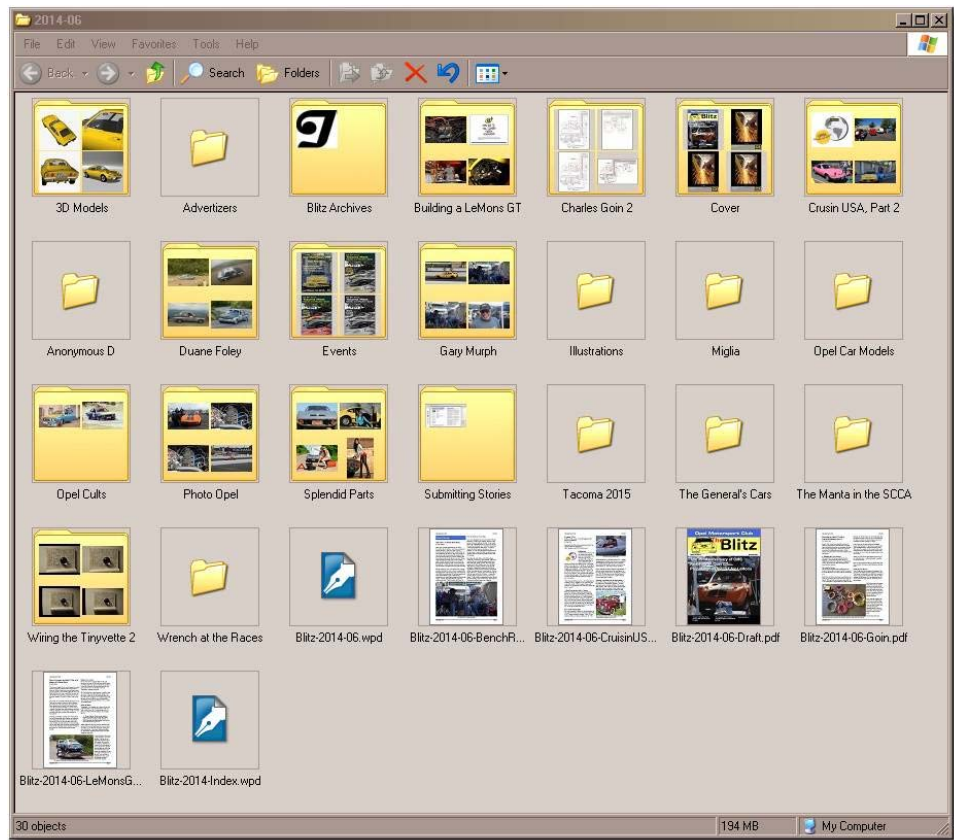 2014-06
File Edit View Favorites Tools Help
Back Search Folders
3D Models Advertizers Blitz Archives Building a LeMons GT Charles Goin 2 Cover Crusin USA, Part 2
Anonymous D Duane Foley Events Gary Murph Illustrations Miglia Opel Car Models
Opel Cults Photo Opel Splendid Parts Submitting Stories Tacoma 2015 The General's Cars The Manta in the SCCA
Opel Motorsport Club
Blitz
Wiring the Tinyvette 2 Wrench at the Races Blitz-2014-06.wpd Blitz-2014-06-BenchR... Blitz-2014-06-CruisinUS... Blitz-2014-06-Draft.pdf Blitz-2014-06-Goin.pdf
Blitz-2014-06-LeMonsG... Blitz-2014-Index.wpd
30 objects 194 MB My Computer